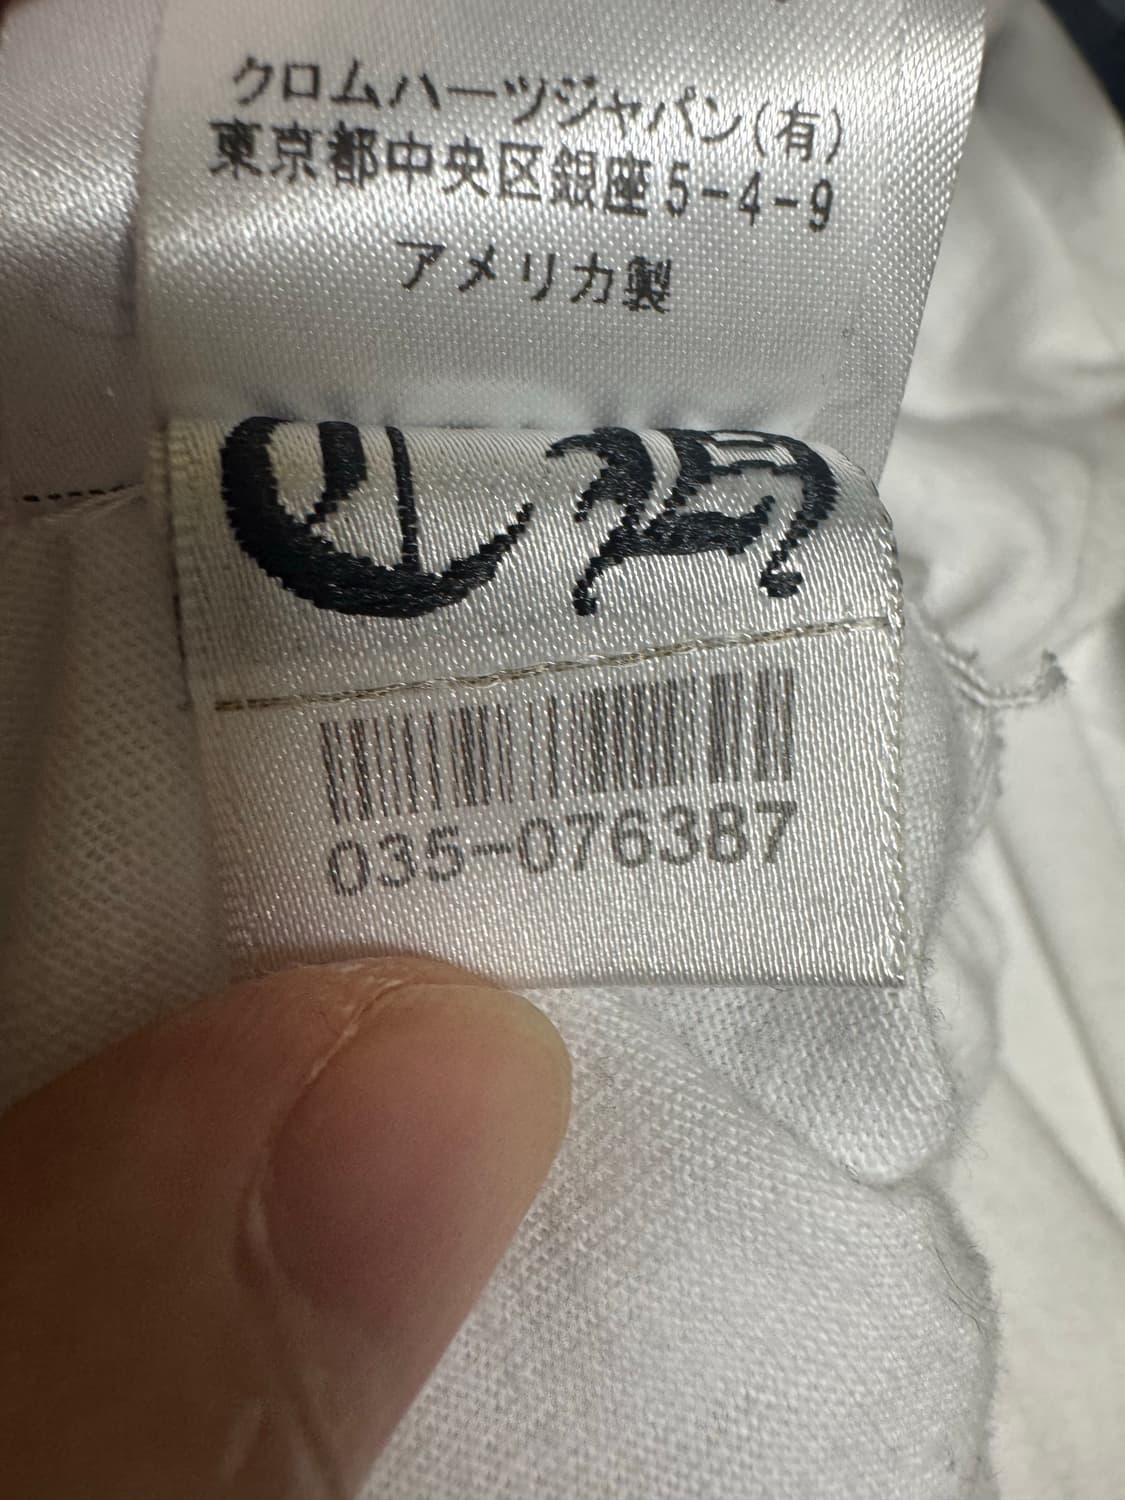 クロムハーツジャパン(有)
東京都中央区銀座5-4-9
アメリカ製
CH
035-076387